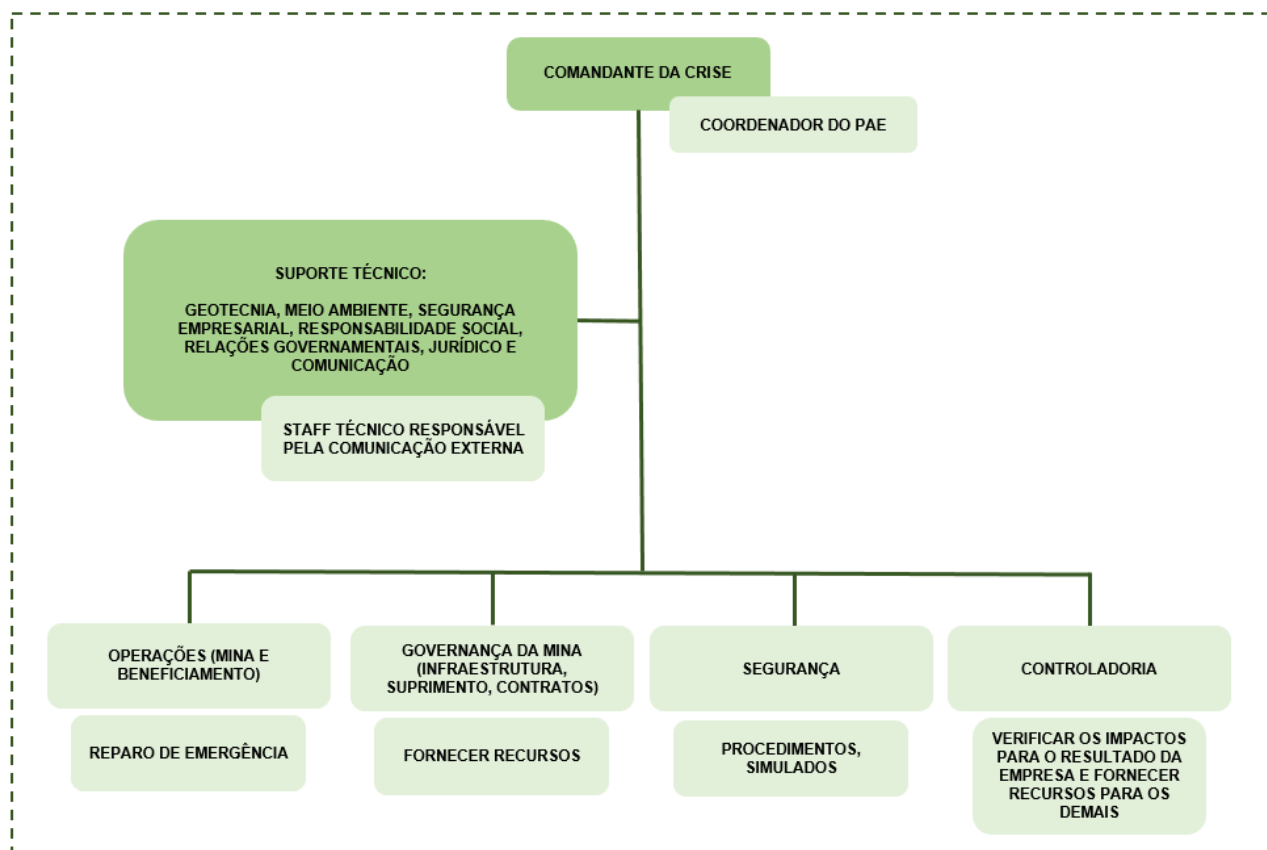 COMANDANTE DA CRISE
COORDENADOR DO PAE
SUPORTE TÉCNICO:
GEOTECNIA, MEIO AMBIENTE, SEGURANÇA
EMPRESARIAL, RESPONSABILIDADE SOCIAL,
RELAÇÕES GOVERNAMENTAIS, JURÍDICO E
COMUNICAÇÃO
STAFF TÉCNICO RESPONSÁVEL
PELA COMUNICAÇÃO EXTERNA
OPERAÇÕES (MINA E
BENEFICIAMENTO)
REPARO DE EMERGÊNCIA
GOVERNANÇA DA MINA
(INFRAESTRUTURA,
SUPRIMENTO, CONTRATOS)
FORNECER RECURSOS
SEGURANÇA
PROCEDIMENTOS,
SIMULADOS
CONTROLADORIA
VERIFICAR OS IMPACTOS
PARA O RESULTADO DA
EMPRESA E FORNECER
RECURSOS PARA OS
DEMAIS